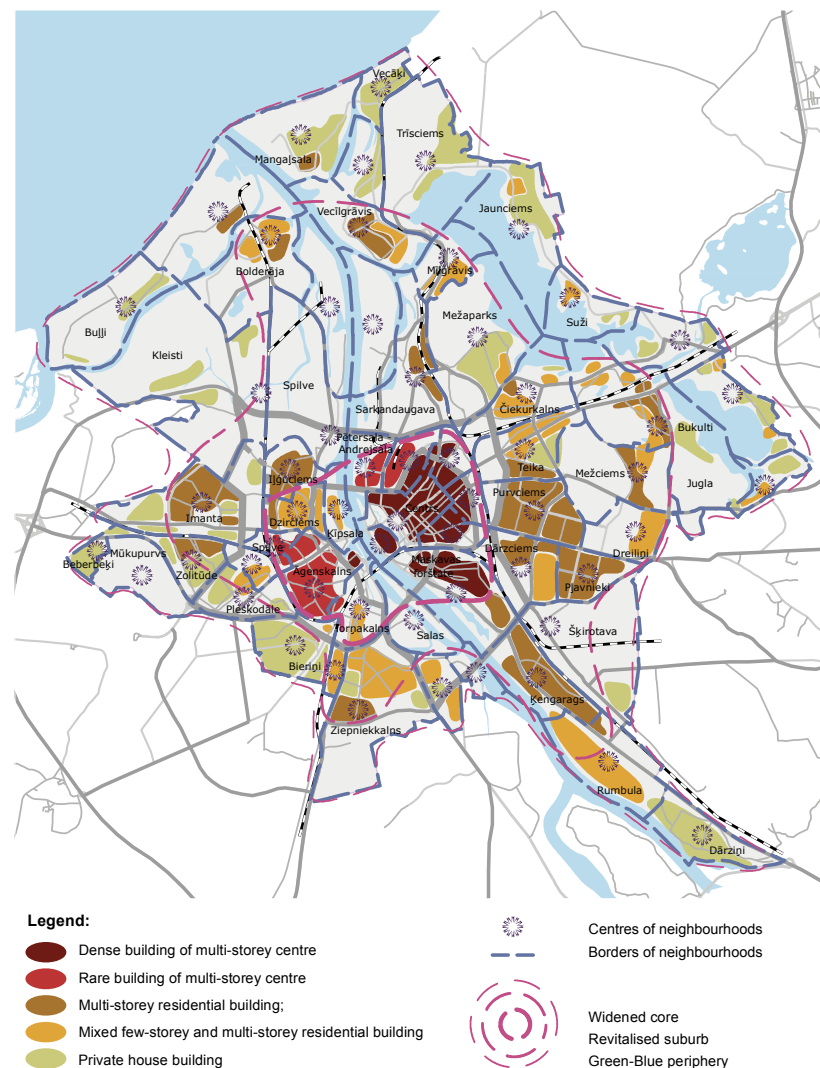 Vecāķi
Trīsciems
Mangaļsala
Jaunciems
Vecīlgrāvis
Bolderāja
Mīlgrāvis
Mežaparks
Suži
Buļļi
Kleisti
Spilve
Sarkandaugava
Čiekurkalns
Bukulti
Pētersala
Andrejsala
Teika
Mežciems
Jugla
Iļģuciems
Purvciems
Imanta
Centrs
Dzirciems
Ķīpsala
Spilve
Dārzciems
Dreiliņi
Mūkupurvs
Beberbeķi
Zolitūde
Āgenskalns
Maskavas
forštate
Pļavnieki
Pleskodāle
Torņakalns
Salas
Šķirotava
Bieriņi
Ķengarags
Ziepniekkalns
Rumbula
Dārziņi
Legend:
Dense building of multi-storey centre
Rare building of multi-storey centre
Multi-storey residential building;
Mixed few-storey and multi-storey residential building
Private house building
Centres of neighbourhoods
Borders of neighbourhoods
Widened core
Revitalised suburb
Green-Blue periphery